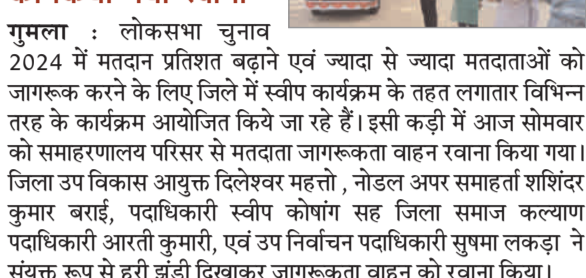 गुमला : लोकसभा चुनाव
2024 में मतदान प्रतिशत बढ़ाने एवं ज्यादा से ज्यादा मतदाताओं को
जागरूक करने के लिए जिले में स्वीप कार्यक्रम के तहत लगातार विभिन्न
तरह के कार्यक्रम आयोजित किये जा रहे हैं। इसी कड़ी में आज सोमवार
को समाहरणालय परिसर से मतदाता जागरूकता वाहन रवाना किया गया।
जिला उप विकास आयुक्त दिलेश्वर महत्तो , नोडल अपर समाहर्ता शशिंदर
कुमार बराई, पदाधिकारी स्वीप कोषांग सह जिला समाज कल्याण
पदाधिकारी आरती कुमारी, एवं उप निर्वाचन पदाधिकारी सुषमा लकड़ा ने
संयुक्त रूप से हरी झंडी दिखाकर जागरूकता वाहन को रवाना किया।